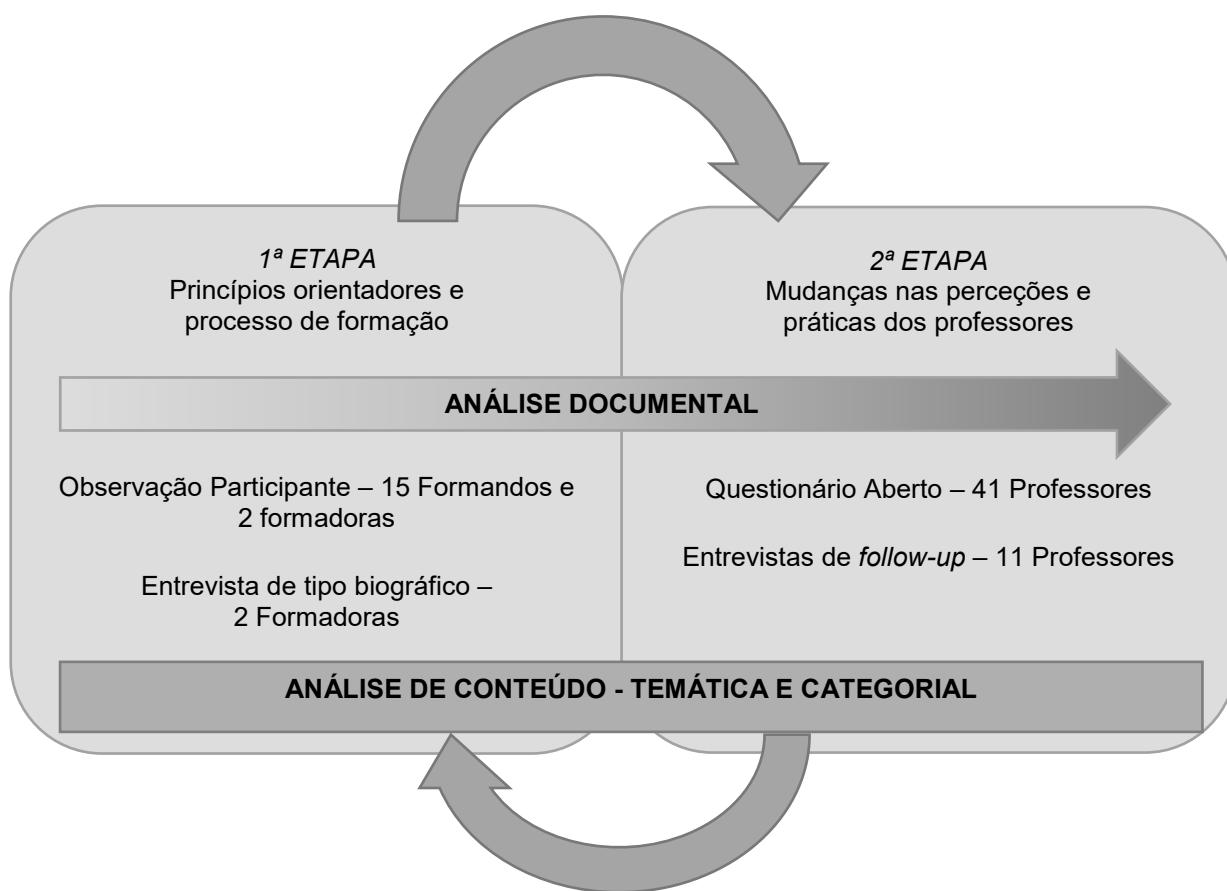 1ª ETAPA
Princípios orientadores e
processo de formação
2ª ETAPA
Mudanças nas perceções e
práticas dos professores
ANÁLISE DOCUMENTAL
Observação Participante – 15 Formandos e
2 formadoras
Entrevista de tipo biográfico –
2 Formadoras
Questionário Aberto – 41 Professores
Entrevistas de follow-up – 11 Professores
ANÁLISE DE CONTEÚDO - TEMÁTICA E CATEGORIAL